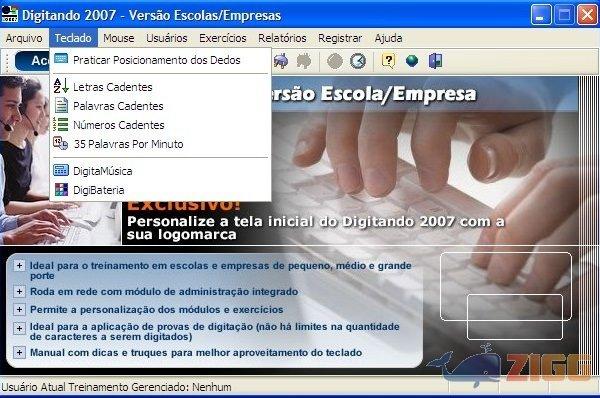 Digitando 2007 - Versão Escolas/Empresas
Arquivo Teclado Mouse Usuários Exercícios Relatórios Registrar Ajuda
Praticar Posicionamento dos Dedos
Letras Cadentes
Palavras Cadentes
Números Cadentes
35 Palavras Por Minuto
DigitaMúsica
DigiBateria
rsão Escola/Empresa
Exclusivo!
Personalize a tela inicial do Digitando 2007 com a
sua logomarca
Ideal para o treinamento em escolas e empresas de pequeno, médio e grande
porte
Roda em rede com módulo de administração integrado
Permite a personalização dos módulos e exercícios
Ideal para a aplicação de provas de digitação (não há limites na quantidade
de caracteres a serem digitados)
Manual com dicas e truques para melhor aproveitamento do teclado
ZIGG
Usuário Atual Treinamento Gerenciado: Nenhum